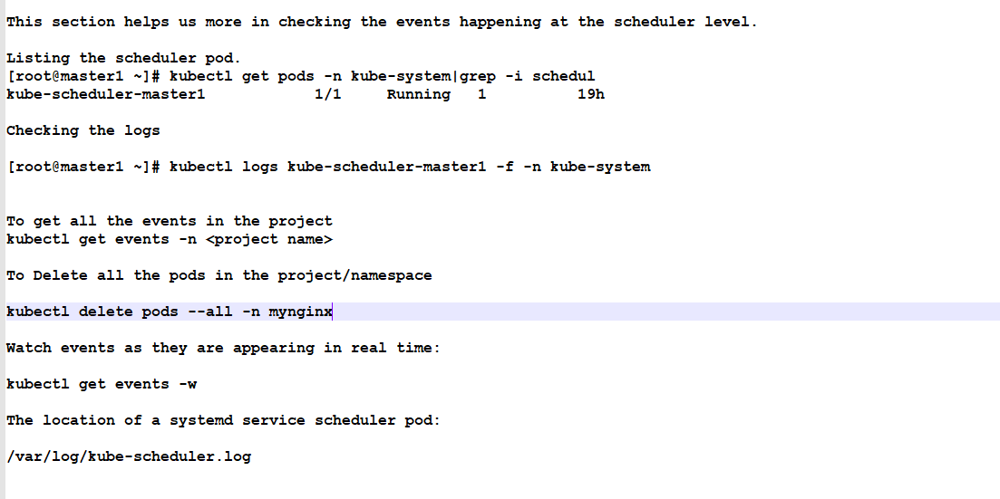 This section helps us more in checking the events happening at the scheduler level.
Listing the scheduler pod.
[root@master1 ~]# kubectl get pods -n kube-system|grep -i schedul
kube-scheduler-master1            1/1     Running   1          19h
Checking the logs
[root@master1 ~]# kubectl logs kube-scheduler-master1 -f -n kube-system
To get all the events in the project
kubectl get events -n <project name>
To Delete all the pods in the project/namespace
kubectl delete pods --all -n mynginx
Watch events as they are appearing in real time:
kubectl get events -w
The location of a systemd service scheduler pod:
/var/log/kube-scheduler.log